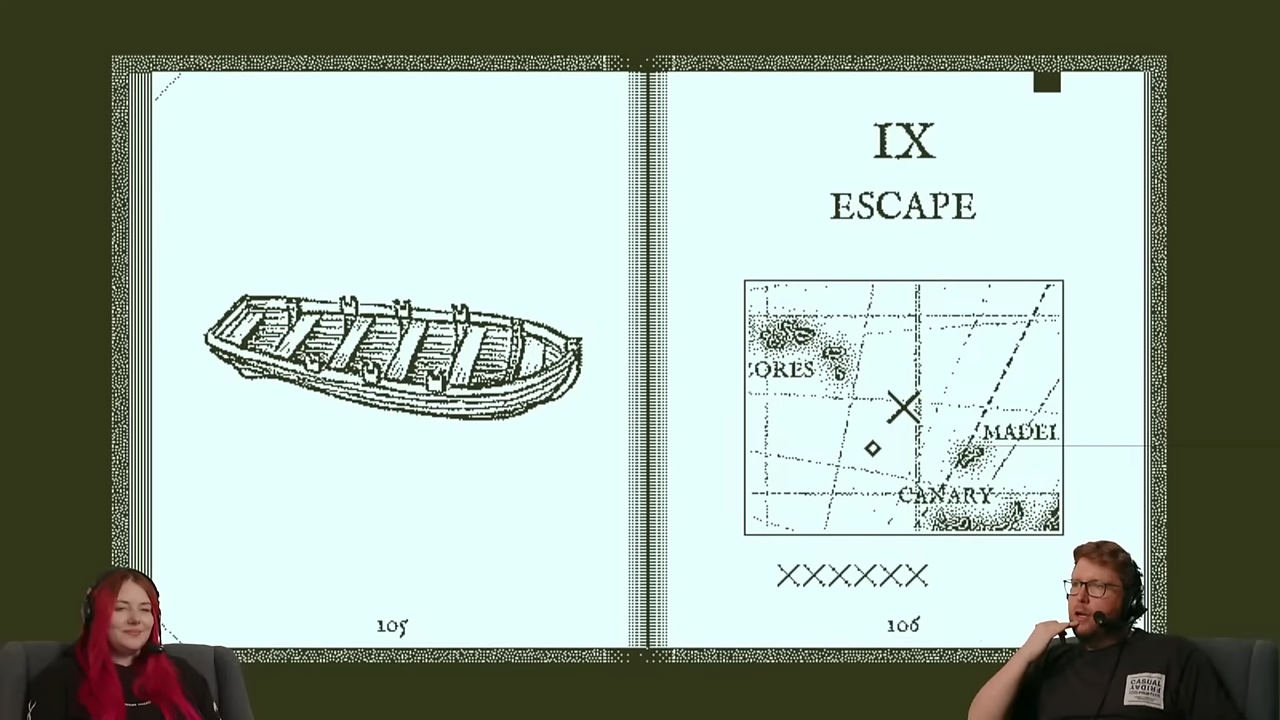 IX
ESCAPE
ORES
MADEI
CANARY
XXXXXX
105
106
CASUAL
FRIDAY